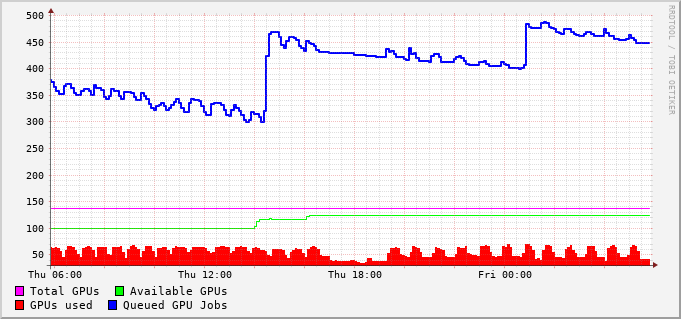 500
450
400
350
300
250
200
150
100
50
Thu 06:00 Thu 12:00 Thu 18:00 Fri 00:00
Total GPUs Available GPUs
GPUs used Queued GPU Jobs
RRDTOOL / TOBI OETIKER